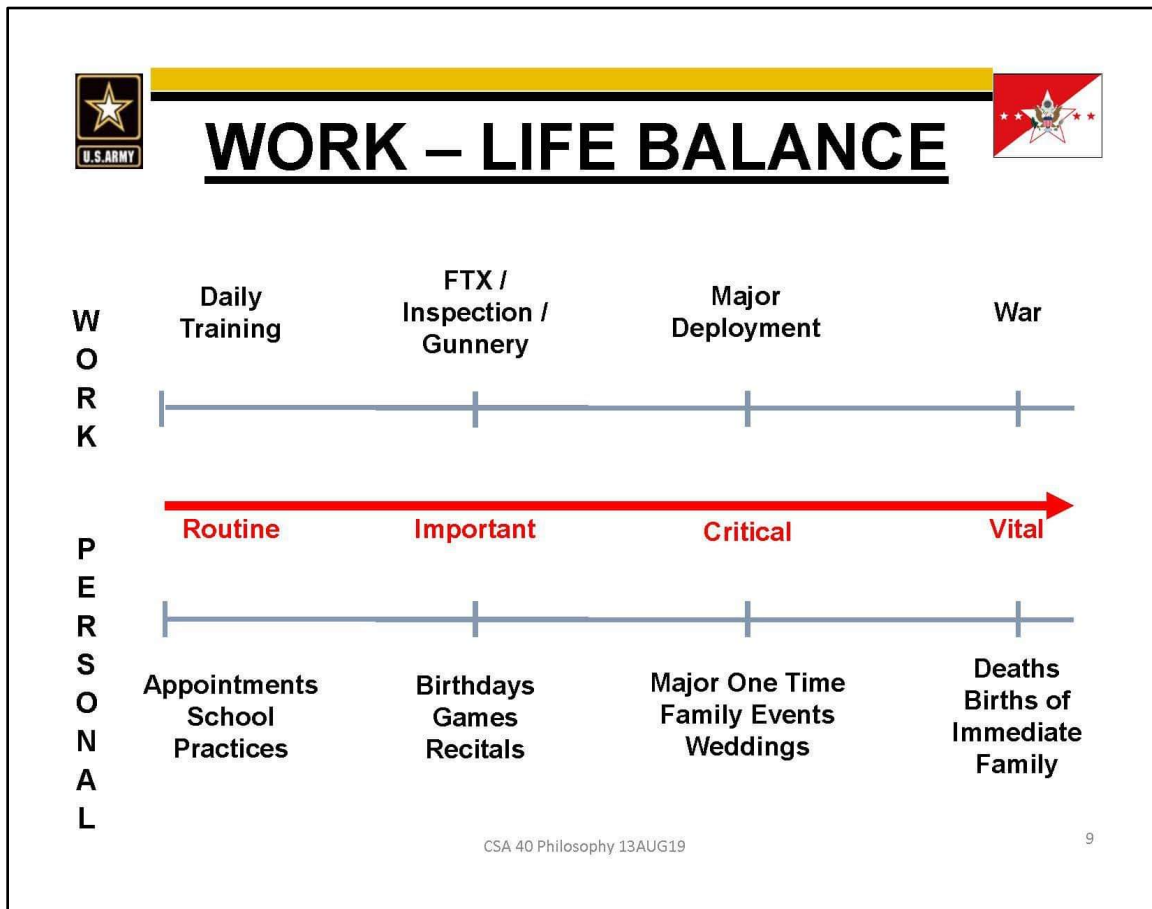 U.S.ARMY
WORK – LIFE BALANCE
WORK
Daily
Training
FTX /
Inspection /
Gunnery
Major
Deployment
War
Routine
Important
Critical
Vital
PERSONAL
Appointments
School
Practices
Birthdays
Games
Recitals
Major One Time
Family Events
Weddings
Deaths
Births of
Immediate
Family
CSA 40 Philosophy 13AUG19
9